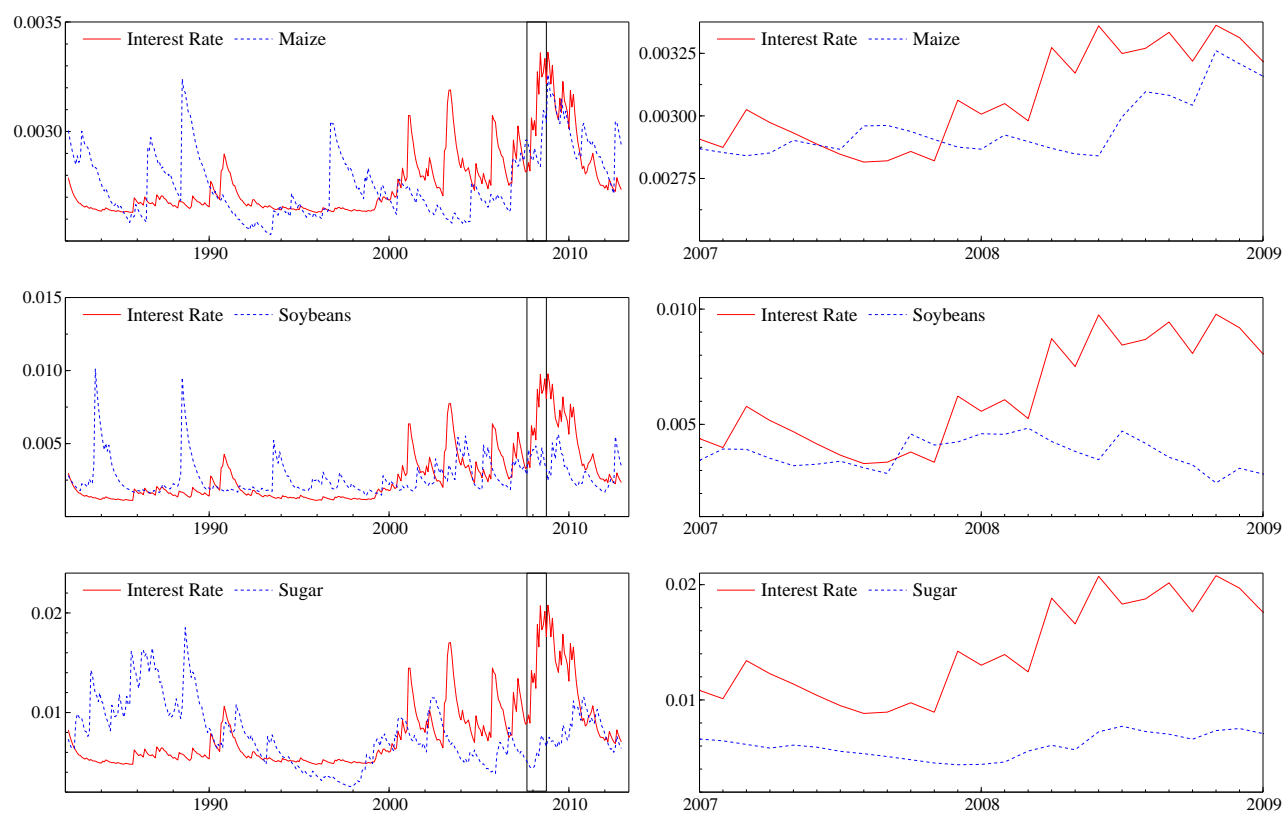 0.0035
Interest Rate Maize
0.0030
1990 2000 2010
Interest Rate Maize
0.00325
0.00300
0.00275
2007 2008 2009
0.015
Interest Rate Soybeans
0.010
0.005
1990 2000 2010
0.010
Interest Rate Soybeans
0.005
2007 2008 2009
Interest Rate Sugar
0.02
0.01
1990 2000 2010
0.02
Interest Rate Sugar
0.01
2007 2008 2009